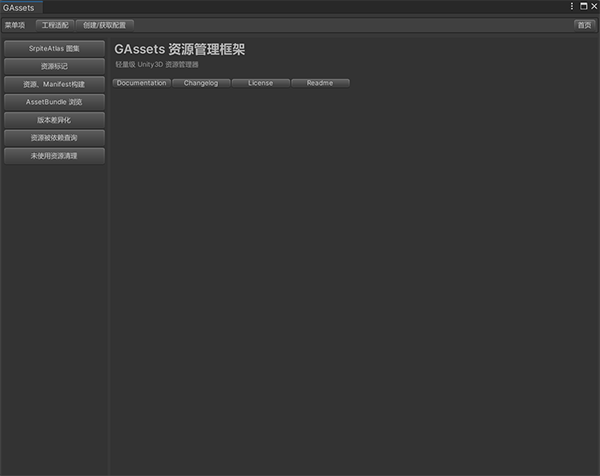 GAssets
菜单项 工程适配 创建/获取配置 首页
SrpiteAtlas 图集
资源标记
资源、Manifest构建
AssetBundle 浏览
版本差异化
资源被依赖查询
未使用资源清理
GAssets 资源管理框架
轻量级 Unity3D 资源管理器
Documentation Changelog License Readme